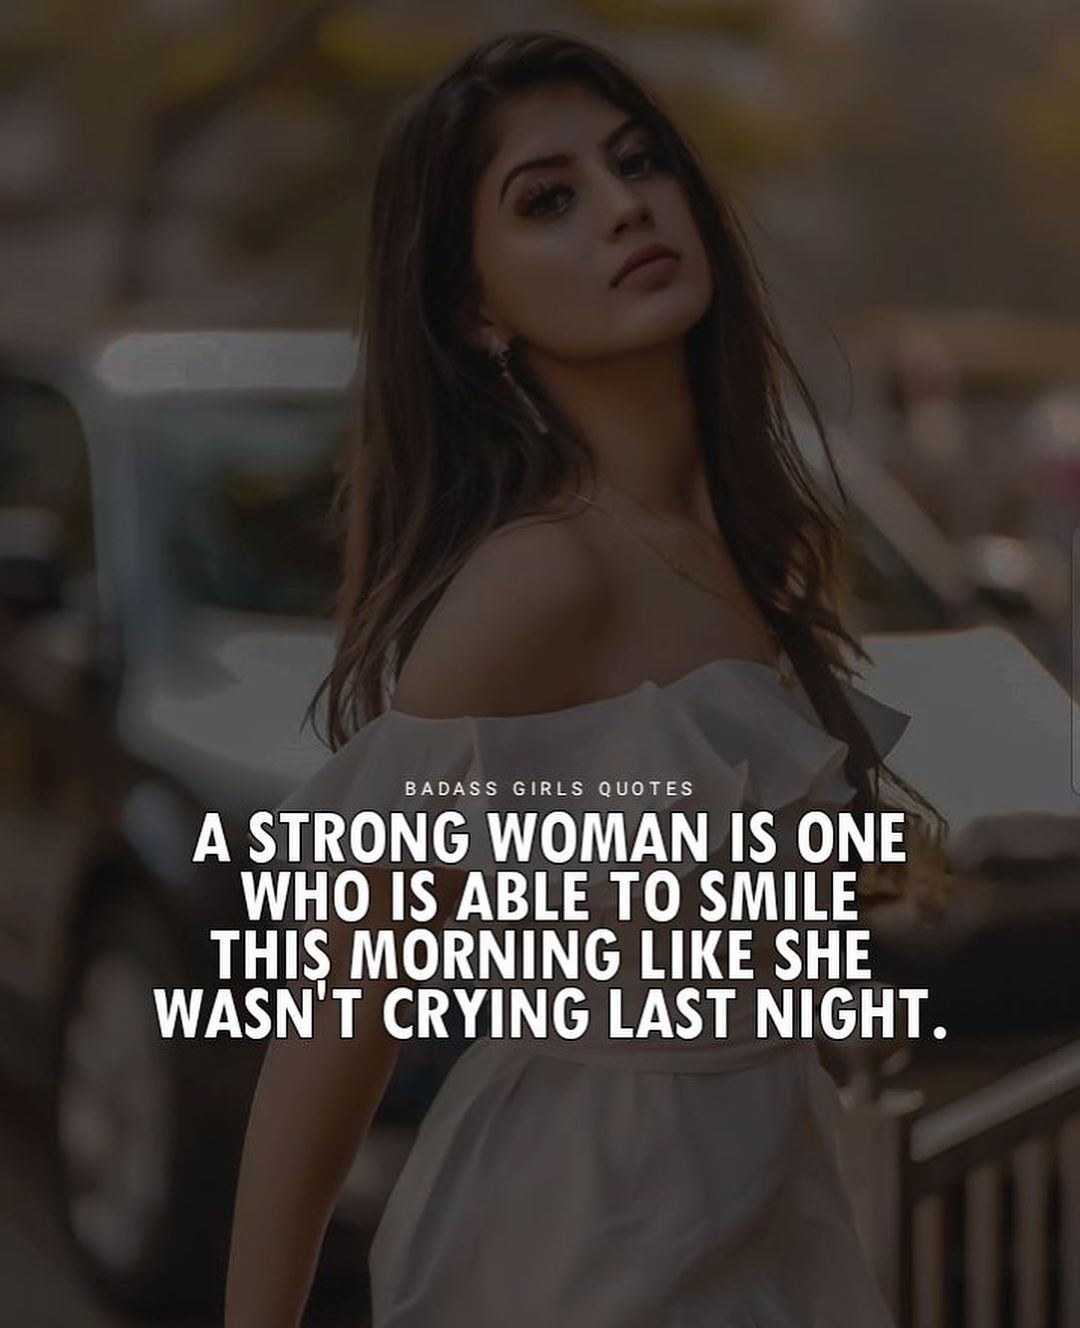 BADASS GIRLS QUOTES
A STRONG WOMAN IS ONE
WHO IS ABLE TO SMILE
THIS MORNING LIKE SHE
WASN'T CRYING LAST NIGHT.